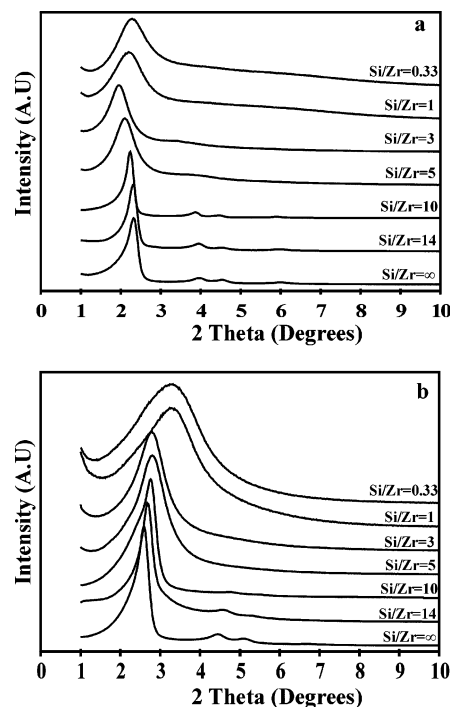 a
Intensity (A.U)
Si/Zr=0.33
Si/Zr=1
Si/Zr=3
Si/Zr=5
Si/Zr=10
Si/Zr=14
Si/Zr=∞
0 1 2 3 4 5 6 7 8 9 10
2 Theta (Degrees)
b
Intensity (A.U)
Si/Zr=0.33
Si/Zr=1
Si/Zr=3
Si/Zr=5
Si/Zr=10
Si/Zr=14
Si/Zr=∞
0 1 2 3 4 5 6 7 8 9 10
2 Theta (Degrees)